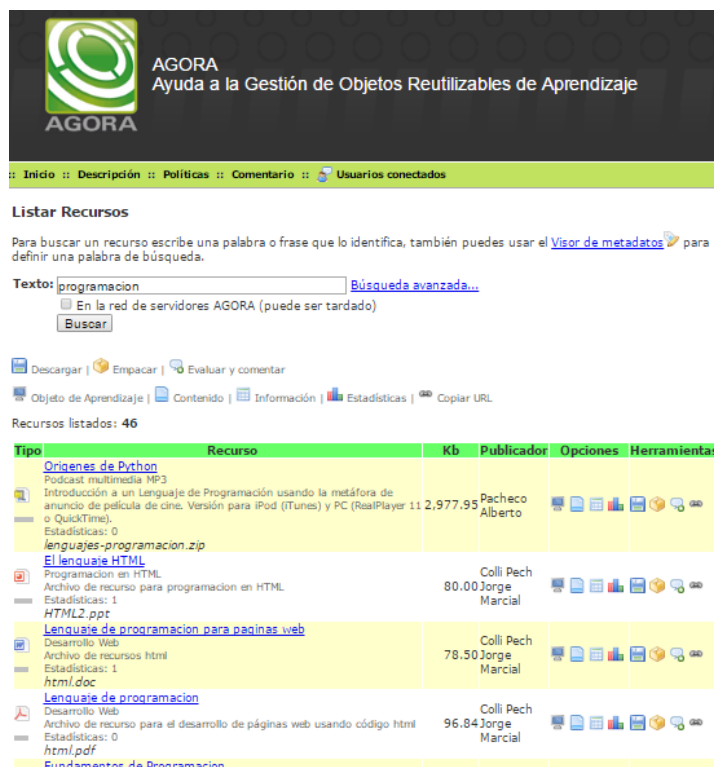 AGORA
Ayuda a la Gestión de Objetos Reutilizables de Aprendizaje
AGORA
:: Inicio :: Descripción :: Políticas :: Comentario :: Usuarios conectados
Listar Recursos
Para buscar un recurso escribe una palabra o frase que lo identifica, también puedes usar el Visor de metadatos para
definir una palabra de búsqueda.
Texto: programacion Búsqueda avanzada...
En la red de servidores AGORA (puede ser tardado)
Buscar
Descargar | Empacar | Evaluar y comentar
Objeto de Aprendizaje | Contenido | Información | Estadísticas | Copiar URL
Recursos listados: 46
Tipo Recurso Kb Publicador Opciones Herramientas
Origenes de Python
Podcast multimedia MP3
Introducción a un Lenguaje de Programación usando la metáfora de
anuncio de película de cine. Versión para iPod (iTunes) y PC (RealPlayer 11
o QuickTime).
Estadísticas: 0
lenguajes-programacion.zip
2,977.95
Pacheco
Alberto
El lenguaje HTML
Programacion en HTML
Archivo de recurso para programacion en HTML
Estadísticas: 1
HTML2.ppt
80.00
Colli Pech
Jorge
Marcial
Lenguaje de programacion para paginas web
Desarrollo Web
Archivo de recursos html
Estadísticas: 1
html.doc
78.50
Colli Pech
Jorge
Marcial
Lenguaje de programacion
Desarrollo Web
Archivo de recurso para el desarrollo de páginas web usando código html
Estadísticas: 0
html.pdf
96.84
Colli Pech
Jorge
Marcial
Fundamentos de Programacion